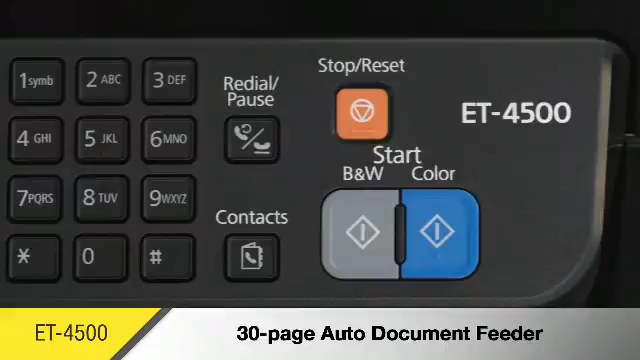 Stop/Reset
Redial/
Pause
ET-4500
1symb 2ABC 3DEF
4GHI 5JKL 6MNO
Start
B&W Color
7PQRS 8TUV 9WXYZ
Contacts
* 0 #
ET-4500 30-page Auto Document Feeder